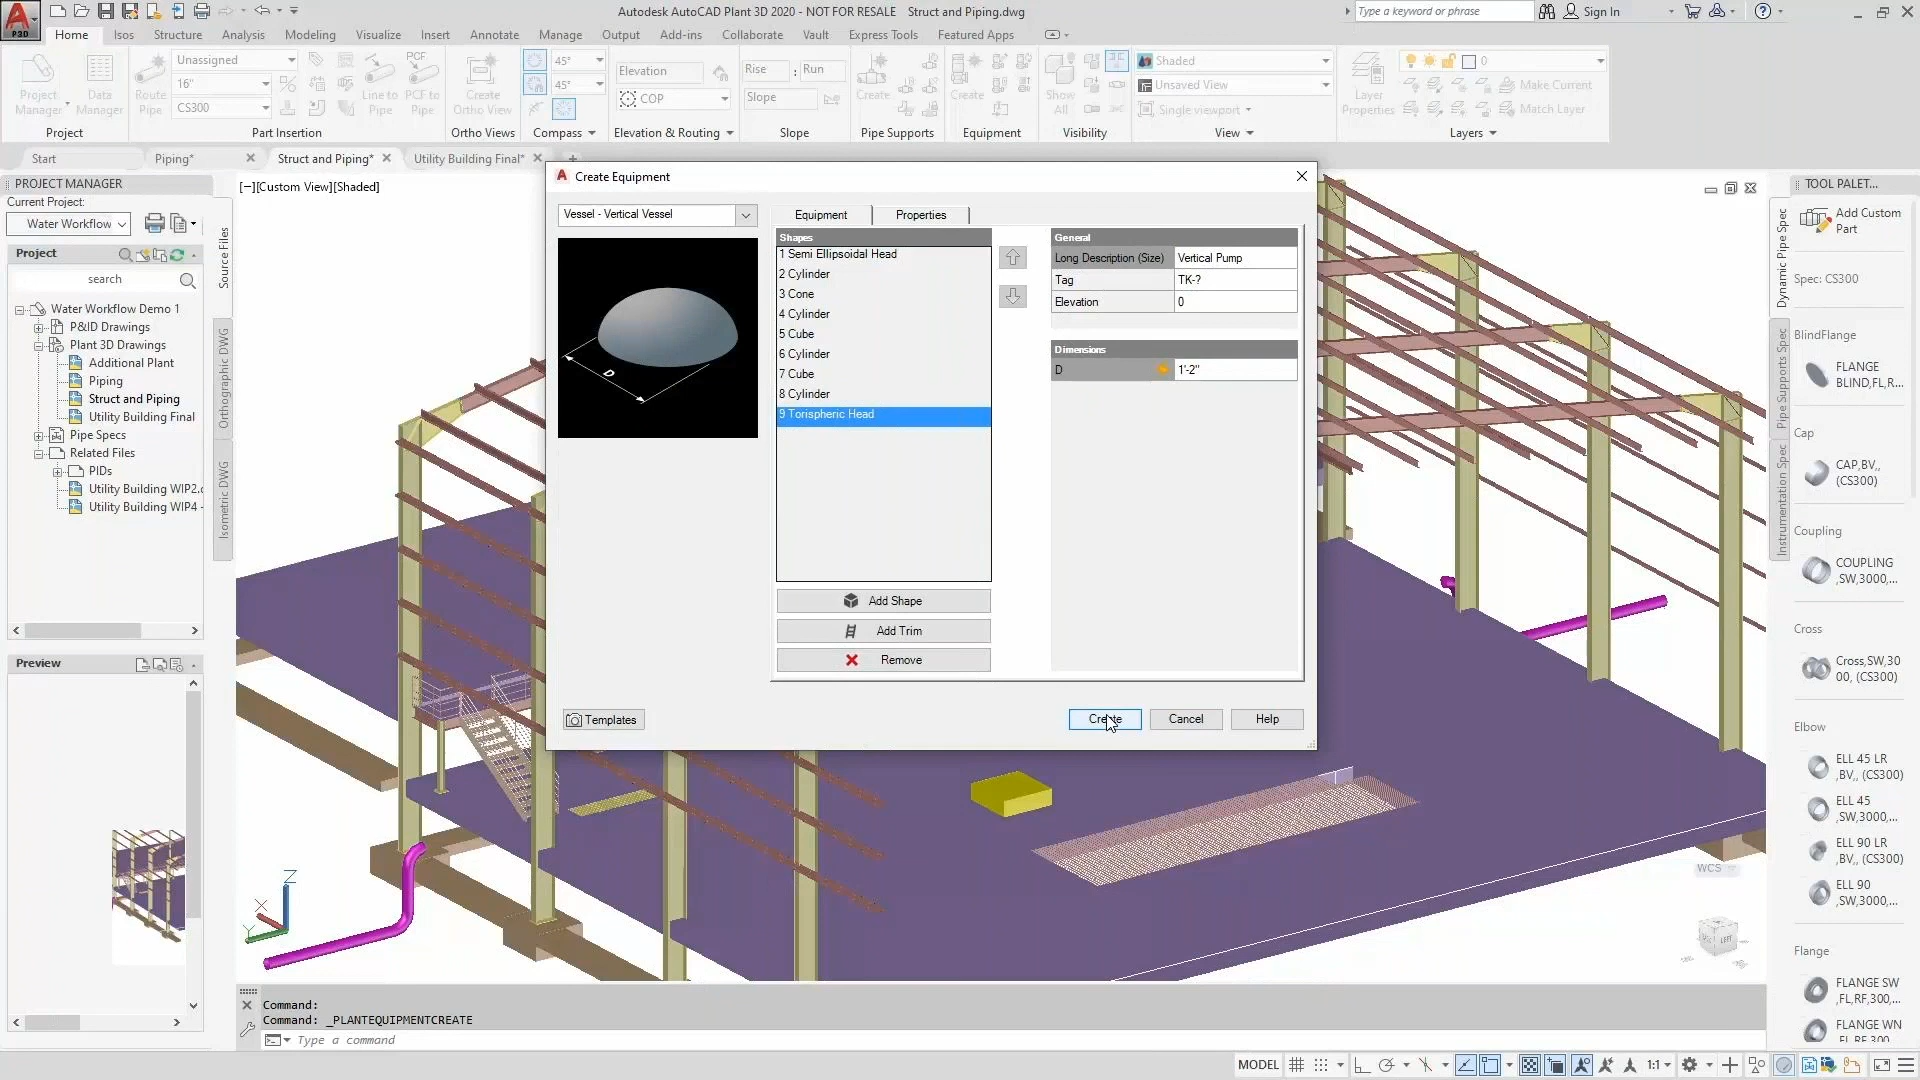 P3D
Autodesk AutoCAD Plant 3D 2020 - NOT FOR RESALE Struct and Piping.dwg
Type a keyword or phrase
Sign In
Home Isos Structure Analysis Modeling Visualize Insert Annotate Manage Output Add-ins Collaborate Vault Express Tools Featured Apps
Project Manager
Data Manager
Project
Route Pipe
Unassigned
16"
CS300
Line to Pipe
PCF
PCF to Pipe
Part Insertion
Create Ortho View
Ortho Views
45°
45°
Compass
Elevation
COP
Elevation & Routing
Rise : Run
Slope
Slope
Create
Pipe Supports
Create
Equipment
Show All
Visibility
Shaded
Unsaved View
Single viewport
View
Layer Properties
0
Make Current
Match Layer
Layers
Start
Piping*
Struct and Piping*
Utility Building Final*
PROJECT MANAGER
Current Project:
Water Workflow
Project
search
Water Workflow Demo 1
P&ID Drawings
Plant 3D Drawings
Additional Plant
Piping
Struct and Piping
Utility Building Final
Pipe Specs
Related Files
PIDs
Utility Building WIP2.
Utility Building WIP4 -
Source Files
Orthographic DWG
Isometric DWG
Preview
[−][Custom View][Shaded]
Create Equipment
Vessel - Vertical Vessel
Equipment
Properties
Shapes
1 Semi Ellipsoidal Head
2 Cylinder
3 Cone
4 Cylinder
5 Cube
6 Cylinder
7 Cube
8 Cylinder
9 Torispheric Head
D
General
Long Description (Size) Vertical Pump
Tag TK-?
Elevation 0
Dimensions
D 1'-2"
Add Shape
Add Trim
Remove
Templates
Create
Cancel
Help
Z
X
Y
WCS
LEFT
TOOL PALET...
Dynamic Pipe Spec
Pipe Supports Spec
Instrumentation Spec
Add Custom Part
Spec: CS300
BlindFlange
FLANGE
BLIND,FL,R...
Cap
CAP,BV,,
(CS300)
Coupling
COUPLING
,SW,3000,...
Cross
Cross,SW,30
00, (CS300)
Elbow
ELL 45 LR
,BV,, (CS300)
ELL 45
,SW,3000,...
ELL 90 LR
,BV,, (CS300)
ELL 90
,SW,3000,...
Flange
FLANGE SW
,FL,RF,300,...
FLANGE WN
Command:
Command: _PLANTEQUIPMENTCREATE
Type a command
MODEL
1:1